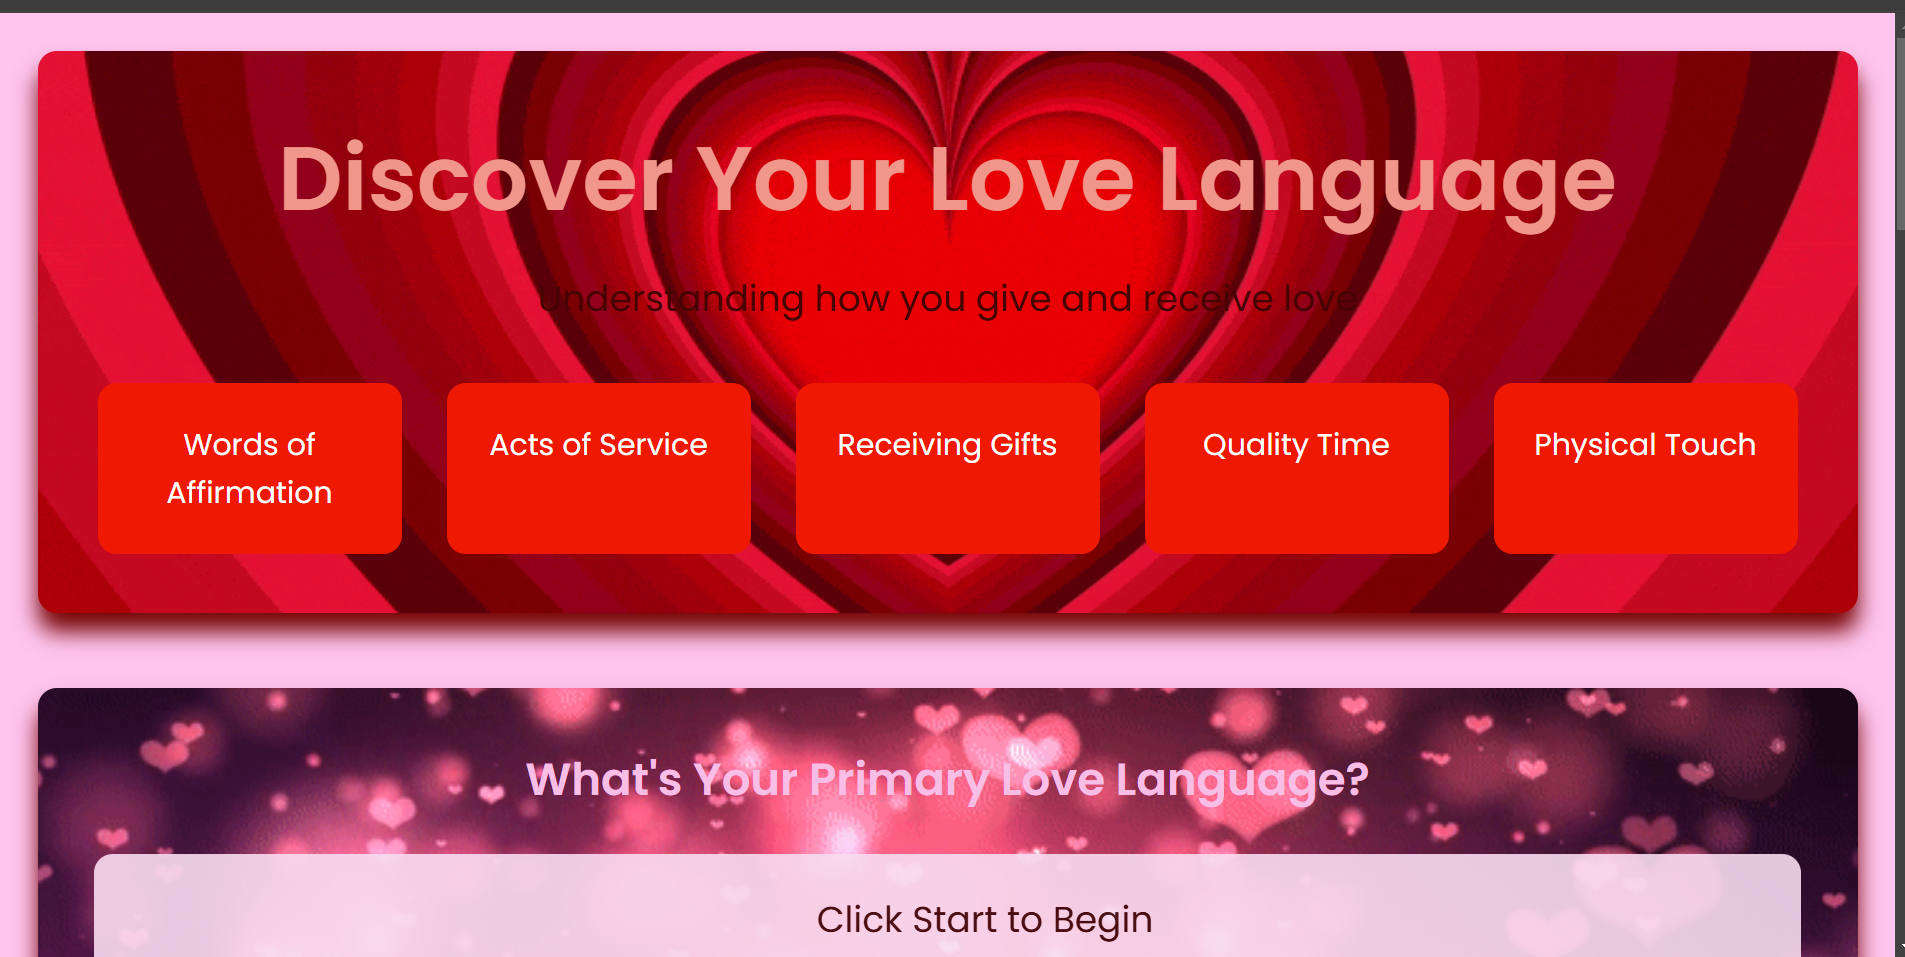 Discover Your Love Language
Understanding how you give and receive love
Words of
Affirmation
Acts of Service
Receiving Gifts
Quality Time
Physical Touch
What's Your Primary Love Language?
Click Start to Begin